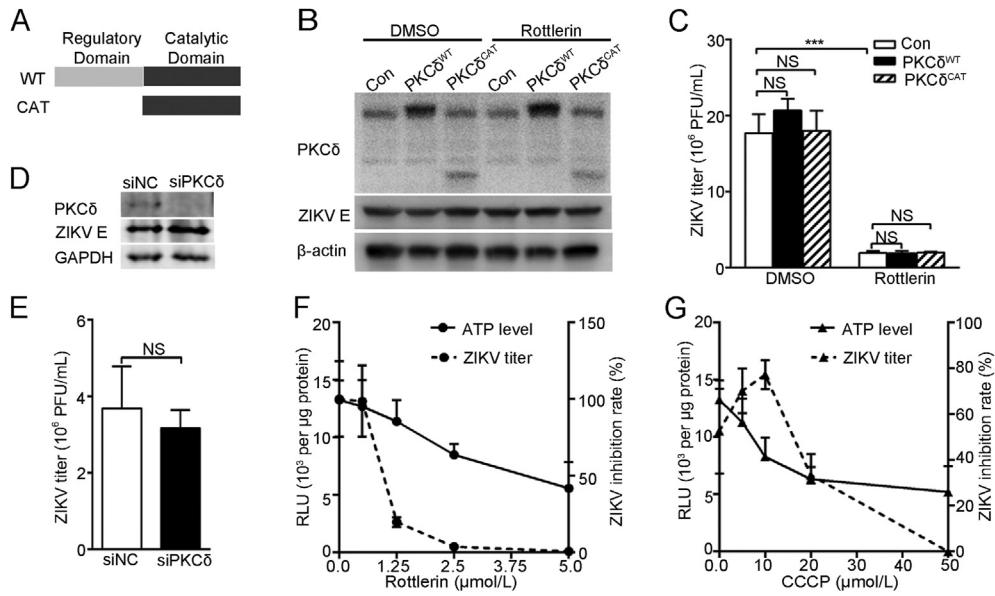 A
Regulatory Domain
Catalytic Domain
WT
CAT
B
DMSO
Rottlerin
Con
PKCδWT
PKCδCAT
Con
PKCδWT
PKCδCAT
PKCδ
ZIKV E
β-actin
C
ZIKV titer (10⁶ PFU/mL)
30
20
10
0
***
NS
NS
NS
NS
Con
PKCδWT
PKCδCAT
DMSO
Rottlerin
D
siNC
siPKCδ
PKCδ
ZIKV E
GAPDH
E
ZIKV titer (10⁶ PFU/mL)
6
4
2
0
NS
siNC
siPKCδ
F
RLU (10³ per μg protein)
20
15
10
5
0
ATP level
ZIKV titer
150
100
50
0
ZIKV inhibition rate (%)
0.0
1.25
2.5
3.75
5.0
Rottlerin (μmol/L)
G
RLU (10³ per μg protein)
20
15
10
5
0
ATP level
ZIKV titer
100
80
60
40
20
0
ZIKV inhibition rate (%)
0
10
20
30
40
50
CCCP (μmol/L)